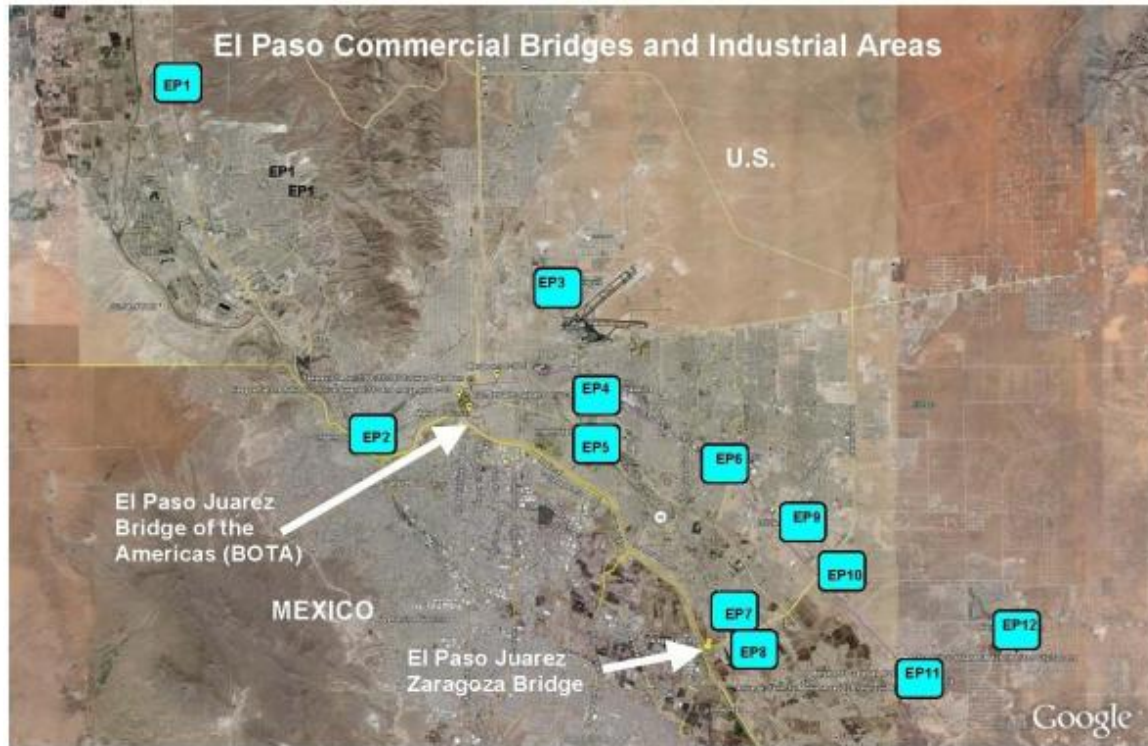 El Paso Commercial Bridges and Industrial Areas
EP1
U.S.
EP1
EP1
EP3
EP4
EP2
EP5
EP6
El Paso Juarez
Bridge of the
Americas (BOTA)
EP9
EP10
MEXICO
EP7
EP12
El Paso Juarez
Zaragoza Bridge
EP8
EP11
Google